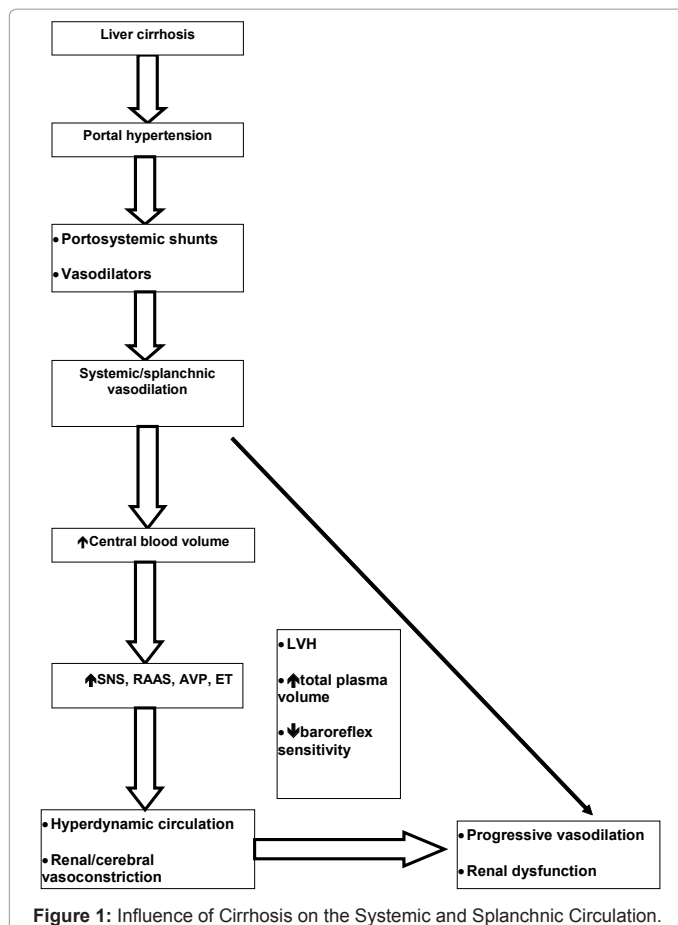 Liver cirrhosis
Portal hypertension
• Portosystemic shunts
• Vasodilators
Systemic/splanchnic
vasodilation
↑Central blood volume
↑SNS, RAAS, AVP, ET
• LVH
• ↑total plasma
volume
• ↓baroreflex
sensitivity
• Hyperdynamic circulation
• Renal/cerebral
vasoconstriction
• Progressive vasodilation
• Renal dysfunction
Figure 1: Influence of Cirrhosis on the Systemic and Splanchnic Circulation.